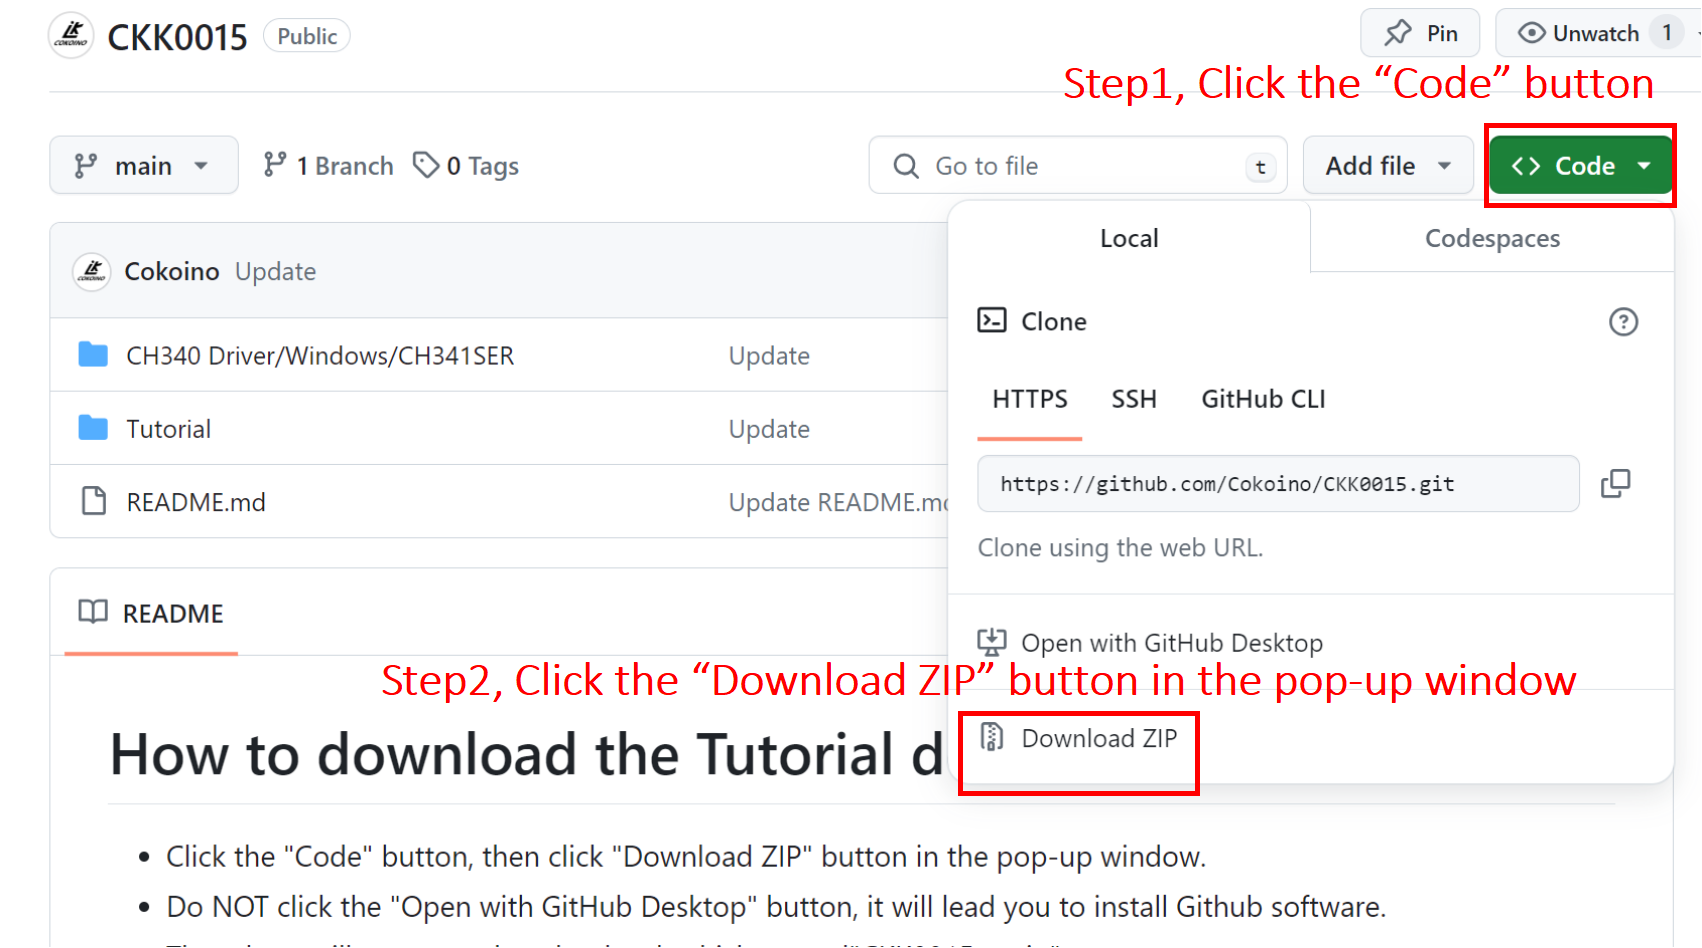 CKK0015 Public
Pin
Unwatch 1
Step1, Click the “Code” button
main
1 Branch
0 Tags
Go to file
t
Add file
Code
Local
Codespaces
Cokoino Update
Clone
CH340 Driver/Windows/CH341SER Update
HTTPS SSH GitHub CLI
Tutorial Update
https://github.com/Cokoino/CKK0015.git
README.md Update README.md
Clone using the web URL.
README
Open with GitHub Desktop
Step2, Click the “Download ZIP” button in the pop-up window
Download ZIP
How to download the Tutorial d
Click the "Code" button, then click "Download ZIP" button in the pop-up window.
Do NOT click the "Open with GitHub Desktop" button, it will lead you to install Github software.